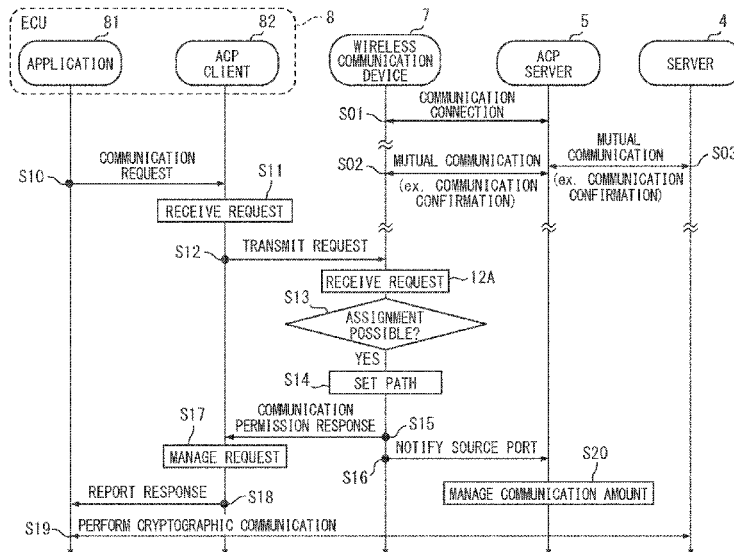 ECU
81
82
8
7
5
4
APPLICATION
ACP
CLIENT
WIRELESS
COMMUNICATION
DEVICE
ACP
SERVER
SERVER
S01
COMMUNICATION
CONNECTION
S02
MUTUAL COMMUNICATION
(ex. COMMUNICATION
CONFIRMATION)
MUTUAL
COMMUNICATION
(ex. COMMUNICATION
CONFIRMATION)
S03
S10
COMMUNICATION
REQUEST
S11
RECEIVE REQUEST
S12
TRANSMIT REQUEST
RECEIVE REQUEST
12A
S13
ASSIGNMENT
POSSIBLE?
YES
S14
SET PATH
S17
COMMUNICATION
PERMISSION RESPONSE
S15
MANAGE REQUEST
S16
NOTIFY SOURCE PORT
S20
MANAGE COMMUNICATION AMOUNT
REPORT RESPONSE
S18
S19
PERFORM CRYPTOGRAPHIC COMMUNICATION